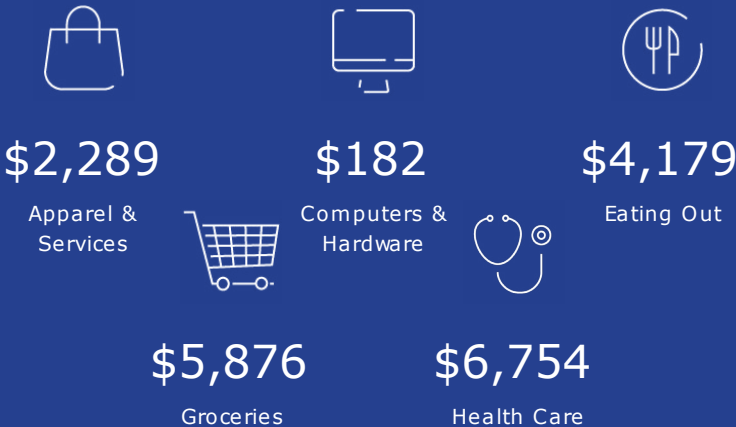 $2,289
Apparel &
Services
$182
Computers &
Hardware
$4,179
Eating Out
$5,876
Groceries
$6,754
Health Care